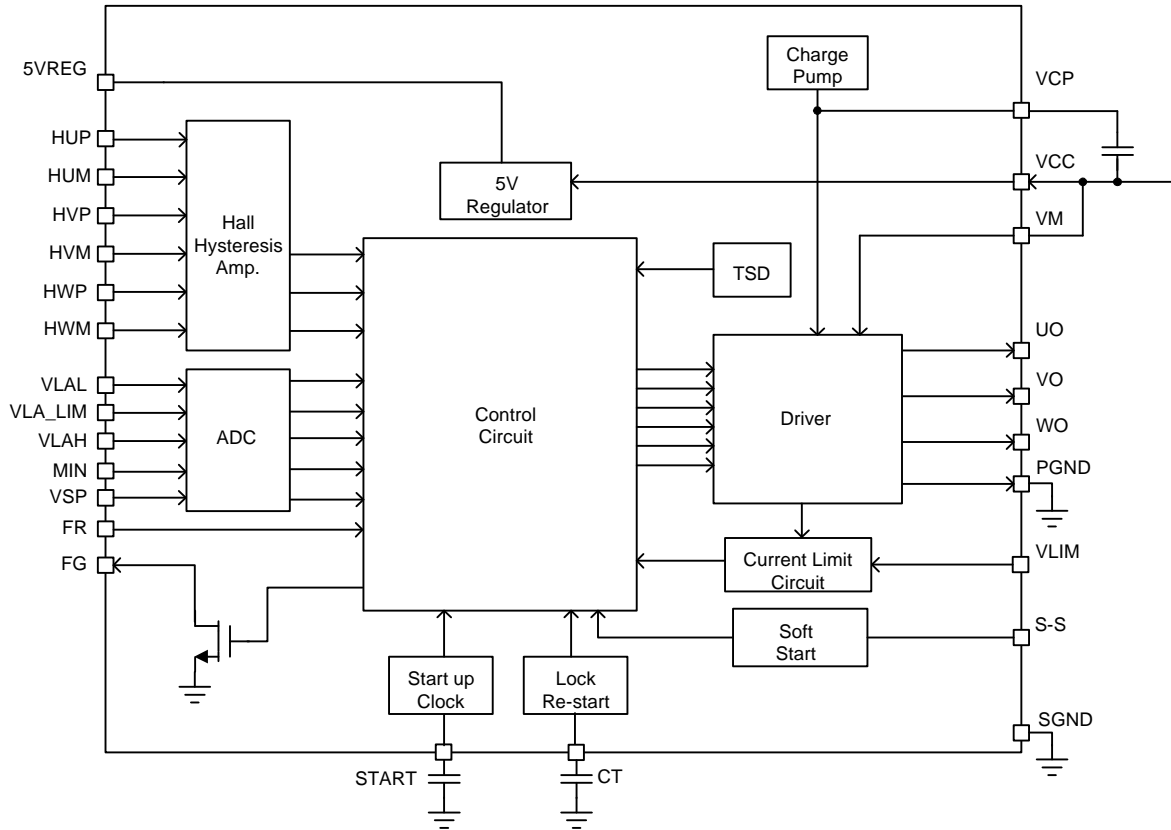 Charge
Pump
5VREG
VCP
HUP
HUM
HVP
HVM
HWP
HWM
Hall
Hysteresis
Amp.
5V
Regulator
VCC
VM
TSD
UO
VO
WO
PGND
VLAL
VLA_LIM
VLAH
MIN
VSP
FR
FG
ADC
Control
Circuit
Driver
Current Limit
Circuit
VLIM
Soft
Start
S-S
Start up
Clock
Lock
Re-start
SGND
START
CT